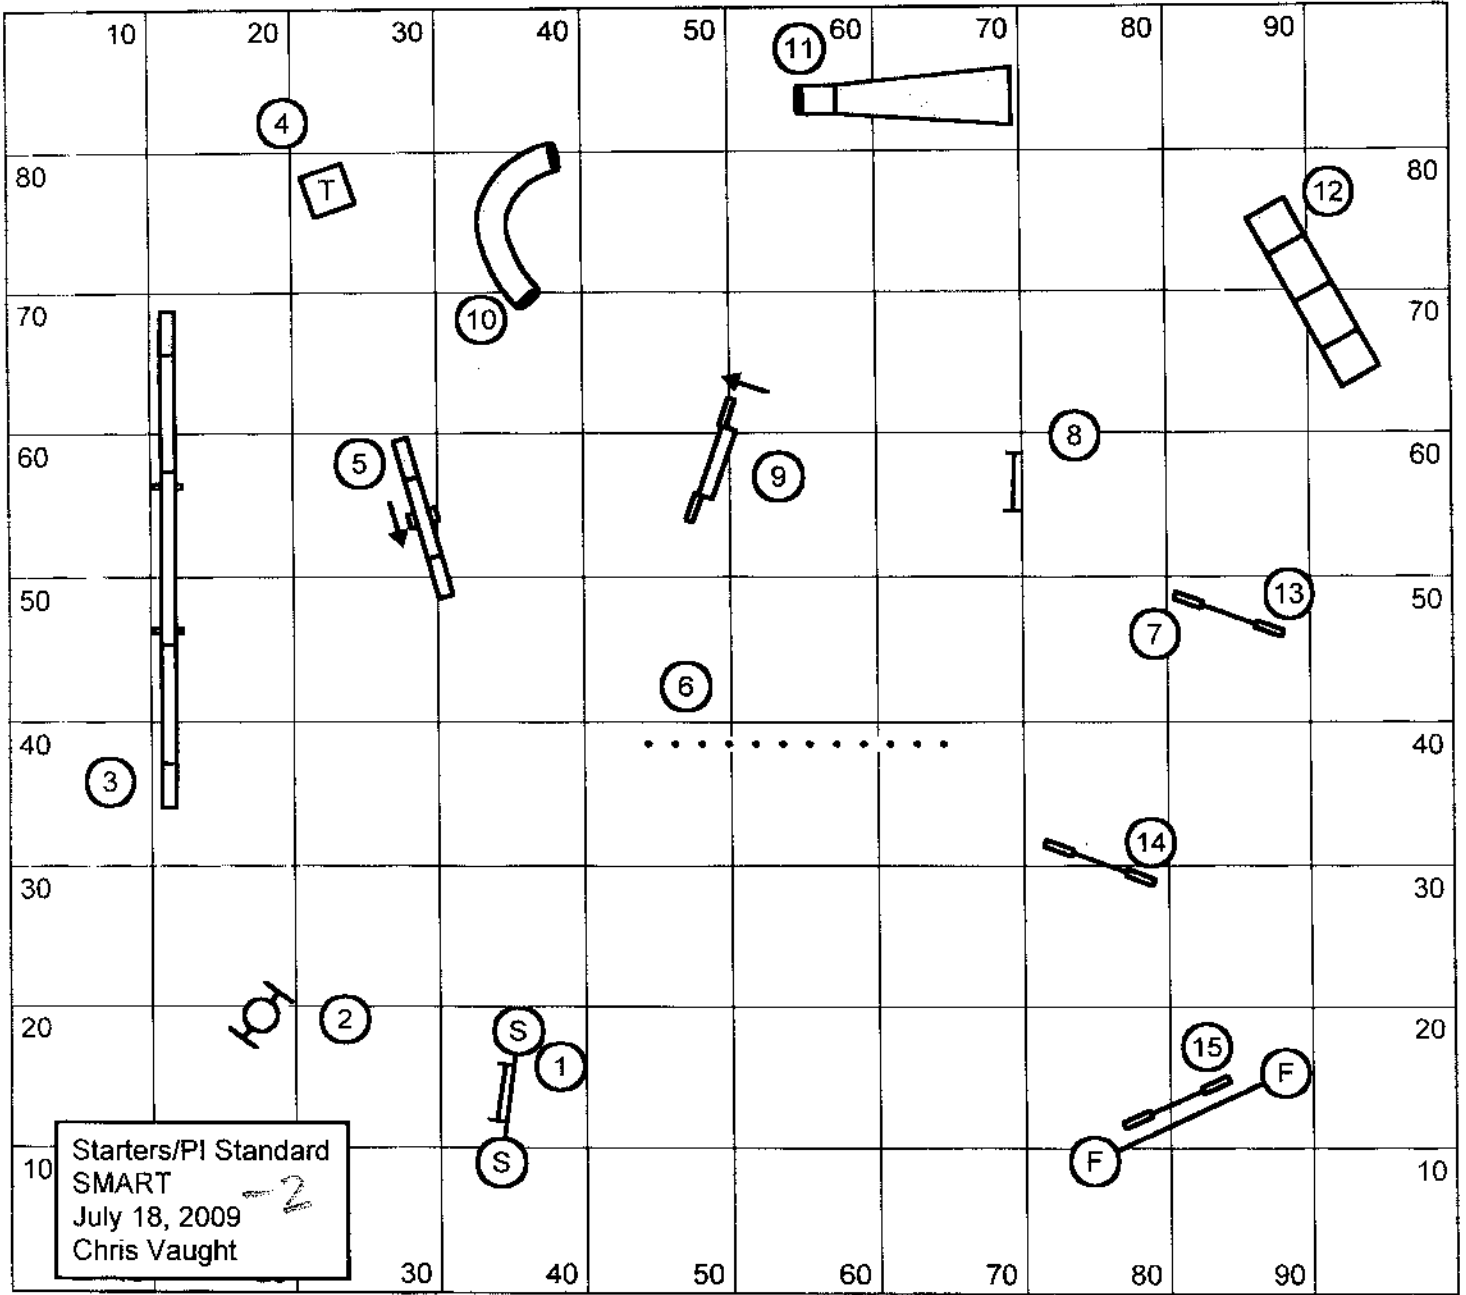 10 20 30 40 50 60 70 80 90
11
4
80 T 12 80
70 10 70
60 5 9 8 60
50 7 13 50
6
40 3 40
14
30 30
20 2 S 1 15 F 20
10 S F 10
Starters/PI Standard
SMART
July 18, 2009 -2
Chris Vaught
30 40 50 60 70 80 90